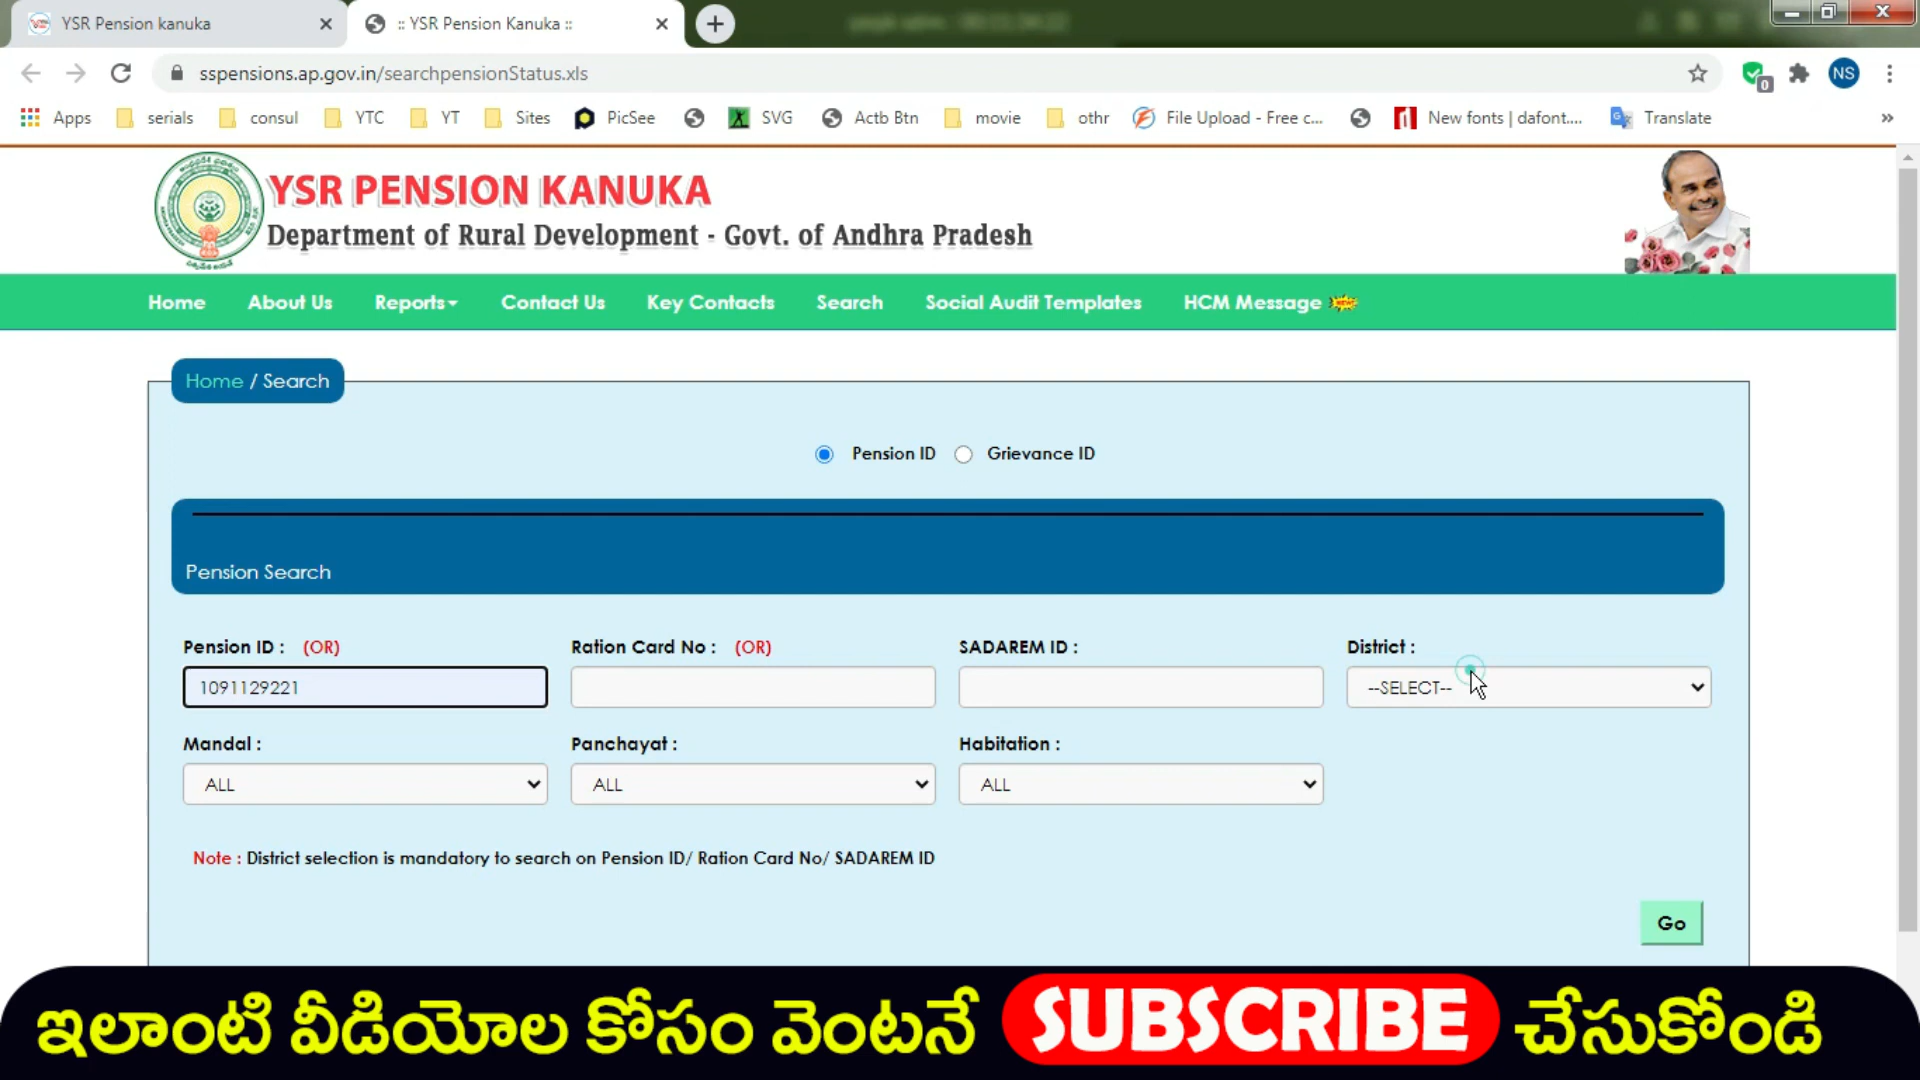 YSR Pension kanuka
:: YSR Pension Kanuka ::
sspensions.ap.gov.in/searchpensionStatus.xls
0
NS
Apps serials consul YTC YT Sites PicSee SVG Actb Btn movie othr File Upload - Free c... New fonts | dafont.... Translate »
YSR PENSION KANUKA
Department of Rural Development - Govt. of Andhra Pradesh
Home About Us Reports Contact Us Key Contacts Search Social Audit Templates HCM Message NEW
Home / Search
Pension ID Grievance ID
Pension Search
Pension ID : (OR) Ration Card No : (OR) SADAREM ID : District :
1091129221 --SELECT--
Mandal : Panchayat : Habitation :
ALL ALL ALL
Note : District selection is mandatory to search on Pension ID/ Ration Card No/ SADAREM ID
Go
ఇలాంటి వీడియోల కోసం వెంటనే SUBSCRIBE చేసుకోండి